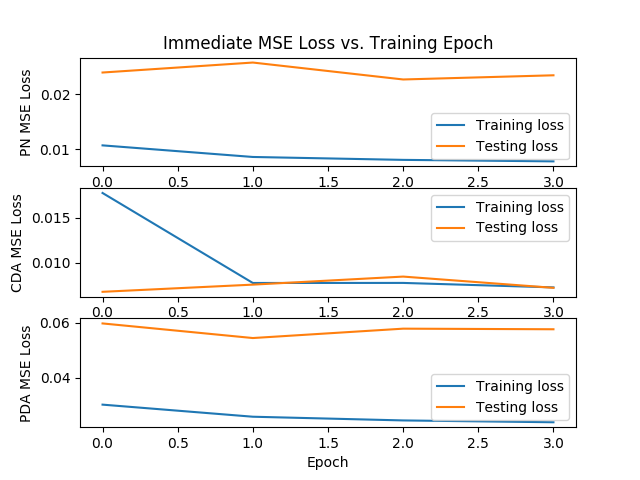 Immediate MSE Loss vs. Training Epoch
PN MSE Loss
0.02
0.01
Training loss
Testing loss
0.0 0.5 1.0 1.5 2.0 2.5 3.0
CDA MSE Loss
0.015
0.010
Training loss
Testing loss
0.0 0.5 1.0 1.5 2.0 2.5 3.0
PDA MSE Loss
0.06
0.04
Training loss
Testing loss
0.0 0.5 1.0 1.5 2.0 2.5 3.0
Epoch